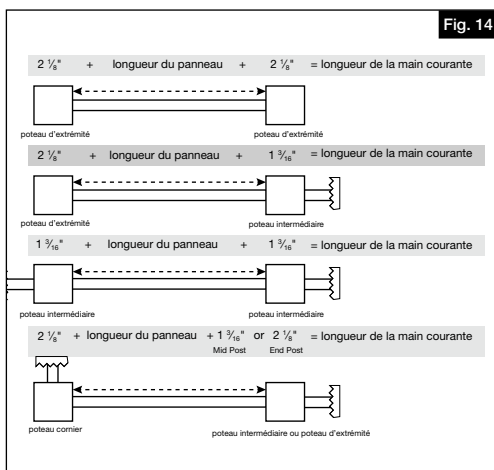 Fig. 14
2 1/8" + longueur du panneau + 2 1/8" = longueur de la main courante
poteau d'extrémité poteau d'extrémité
2 1/8" + longueur du panneau + 1 3/16" = longueur de la main courante
poteau d'extrémité poteau intermédiaire
1 3/16" + longueur du panneau + 1 3/16" = longueur de la main courante
poteau intermédiaire poteau intermédiaire
2 1/8" + longueur du panneau + 1 3/16" or 2 1/8" = longueur de la main courante
Mid Post End Post
poteau cornier poteau intermédiaire ou poteau d'extrémité